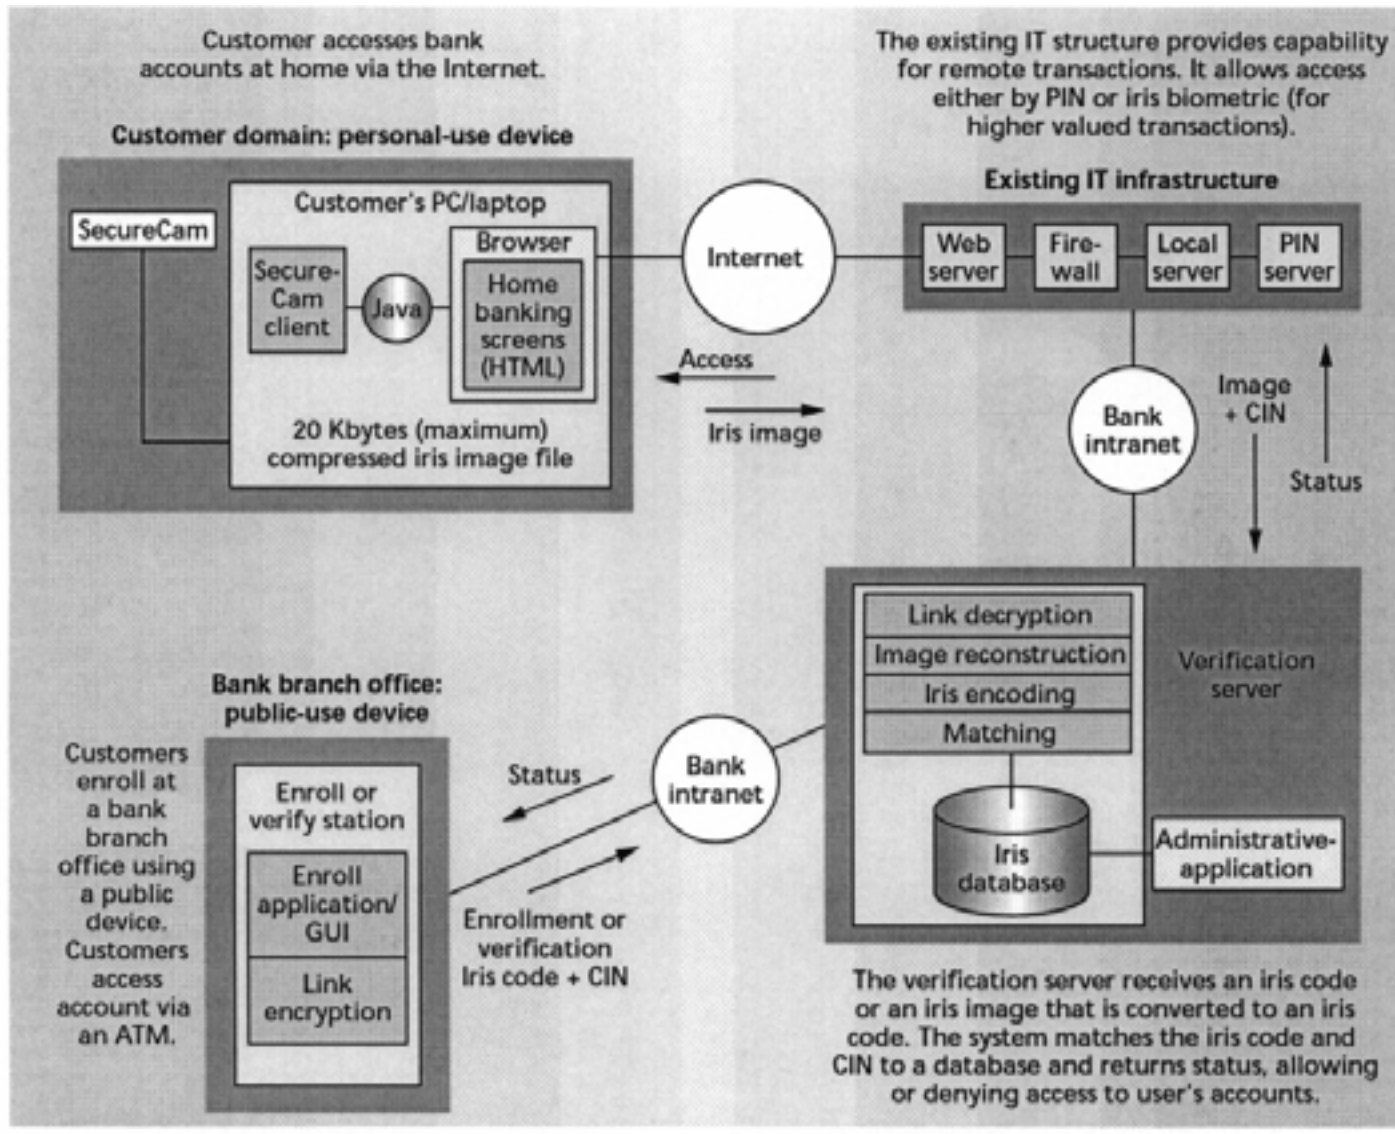 Customer accesses bank
accounts at home via the Internet.
The existing IT structure provides capability
for remote transactions. It allows access
either by PIN or iris biometric (for
higher valued transactions).
Customer domain: personal-use device
SecureCam
Customer's PC/laptop
Secure-
Cam
client
Java
Browser
Home
banking
screens
(HTML)
20 Kbytes (maximum)
compressed iris image file
Internet
Access
Iris image
Existing IT infrastructure
Web
server
Fire-
wall
Local
server
PIN
server
Bank
intranet
Image
+ CIN
Status
Link decryption
Image reconstruction
Iris encoding
Matching
Verification
server
Iris
database
Administrative-
application
Bank branch office:
public-use device
Customers
enroll at
a bank
branch
office using
a public
device.
Customers
access
account via
an ATM.
Enroll or
verify station
Enroll
application/
GUI
Link
encryption
Status
Bank
intranet
Enrollment or
verification
Iris code + CIN
The verification server receives an iris code
or an iris image that is converted to an iris
code. The system matches the iris code and
CIN to a database and returns status, allowing
or denying access to user's accounts.